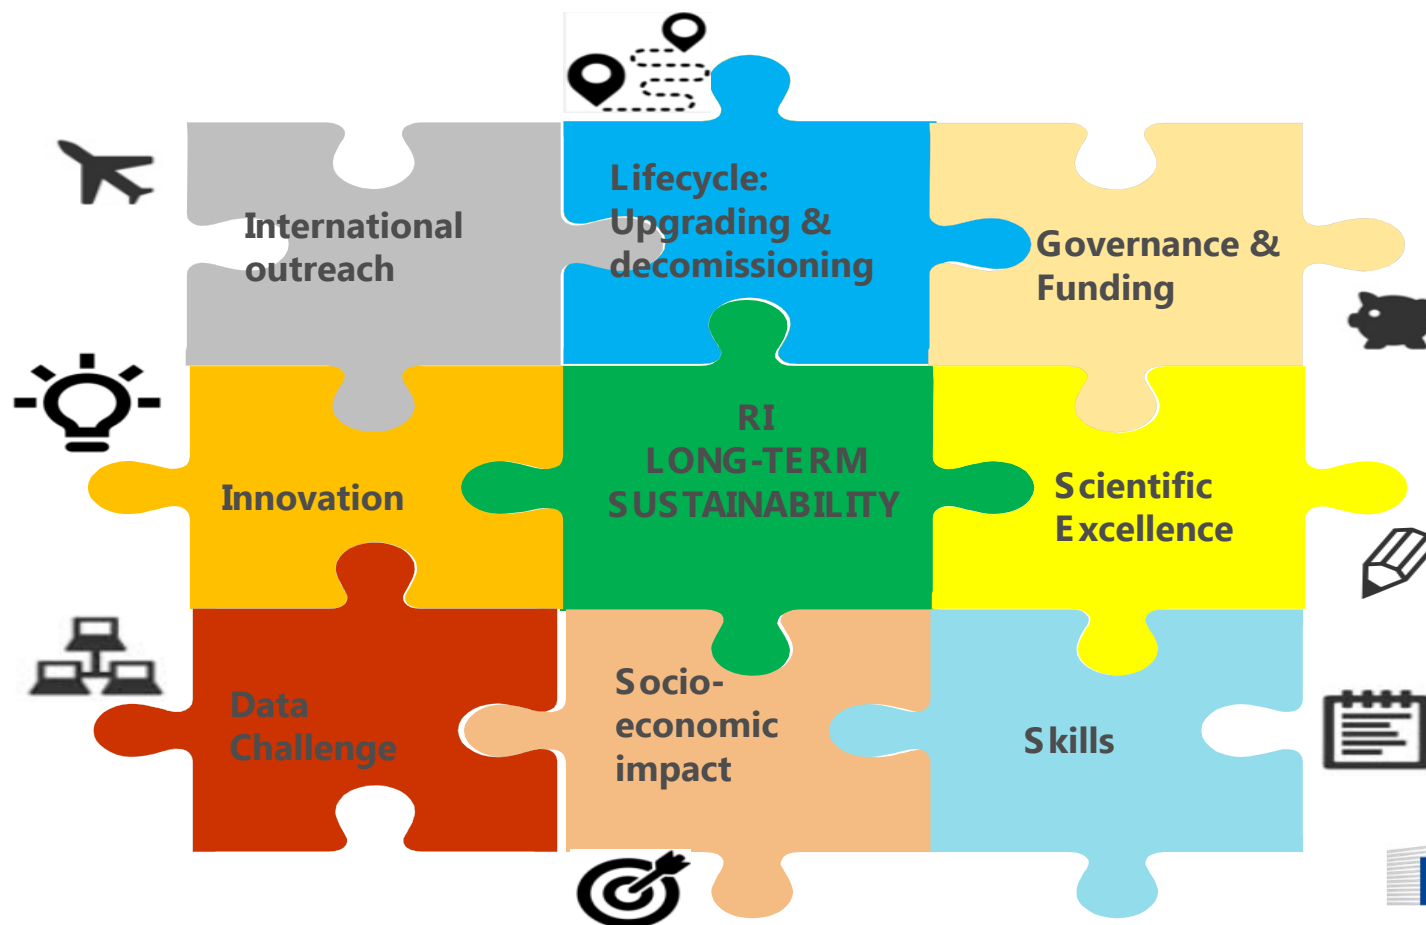 International
outreach
Lifecycle:
Upgrading &
decomissioning
Governance &
Funding
Innovation
RI
LONG-TERM
SUSTAINABILITY
Scientific
Excellence
Data
Challenge
Socio-
economic
impact
Skills